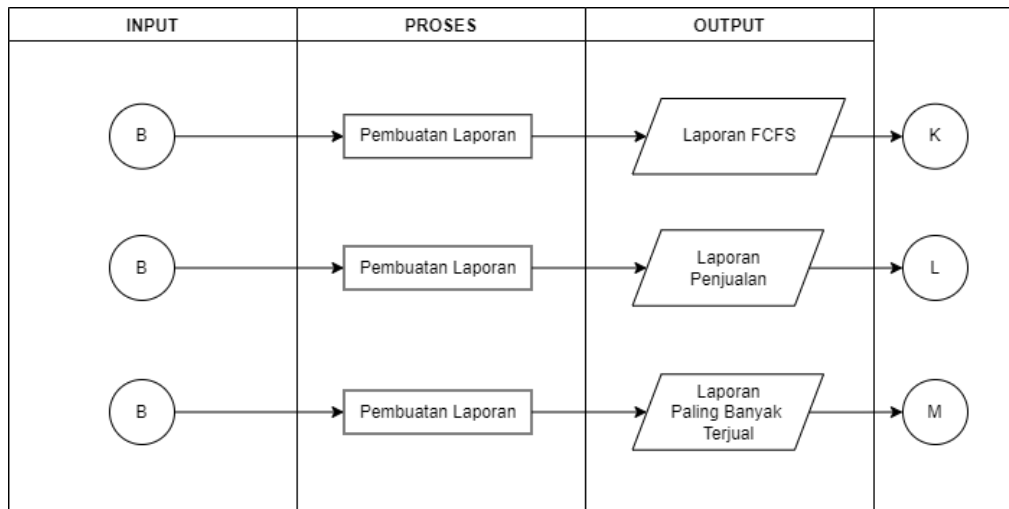 INPUT
PROSES
OUTPUT
B
Pembuatan Laporan
Laporan FCFS
K
B
Pembuatan Laporan
Laporan
Penjualan
L
B
Pembuatan Laporan
Laporan
Paling Banyak
Terjual
M